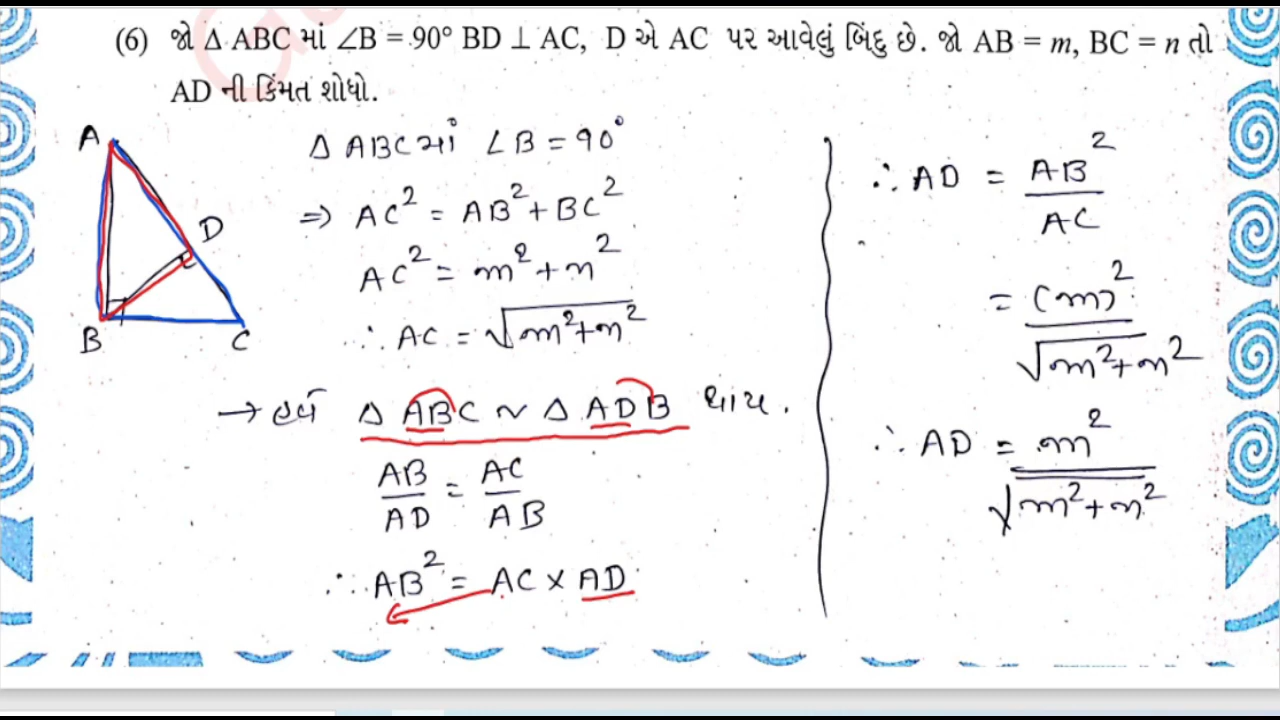 (6) જો Δ ABC માં ∠B = 90° BD ⊥ AC, D એ AC પર આવેલું બિંદુ છે. જો AB = m, BC = n તો
AD ની કિંમત શોધો.
A
D
B
C
Δ ABC માં ∠B = 90°
⇒ AC² = AB² + BC²
AC² = m² + n²
∴ AC = √m²+n²
→ હવે Δ ABC ~ Δ ADB થાય.
AB/AD = AC/AB
∴ AB² = AC × AD
∴ AD = AB²/AC
= (m)²/√m²+n²
∴ AD = m²/√m²+n²